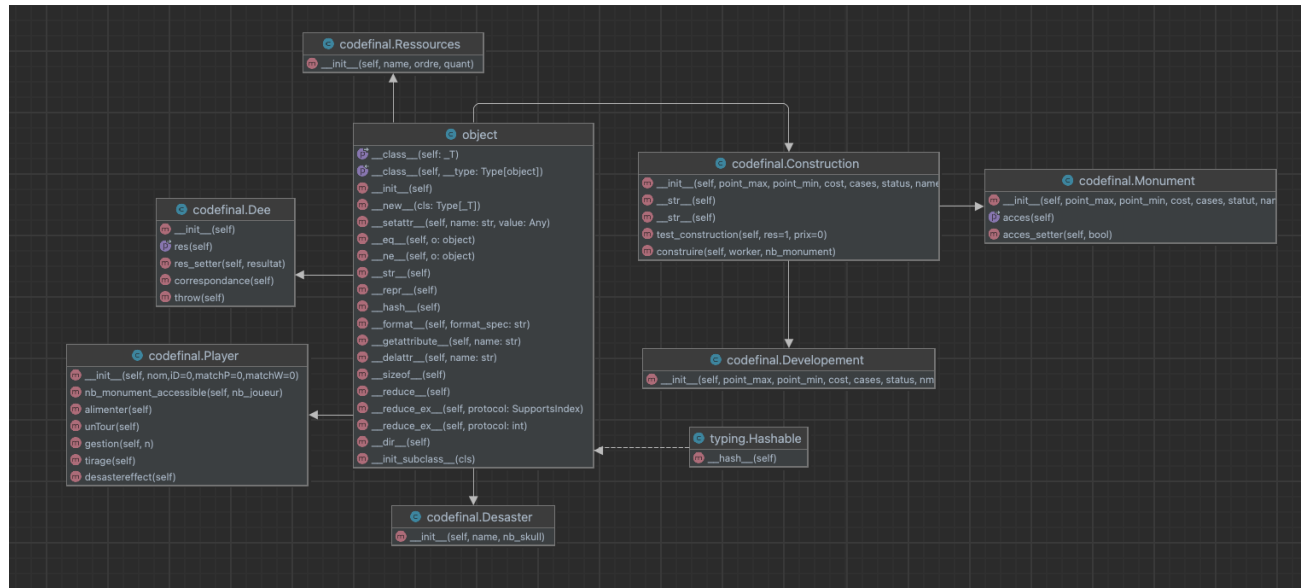 codefinal.Ressources
__init__(self, name, ordre, quant)
object
__class__(self: _T)
__class__(self, __type: Type[object])
__init__(self)
__new__(cls: Type[_T])
__setattr__(self, name: str, value: Any)
__eq__(self, o: object)
__ne__(self, o: object)
__str__(self)
__repr__(self)
__hash__(self)
__format__(self, format_spec: str)
__getattribute__(self, name: str)
__delattr__(self, name: str)
__sizeof__(self)
__reduce__(self)
__reduce_ex__(self, protocol: SupportsIndex)
__reduce_ex__(self, protocol: int)
__dir__(self)
__init_subclass__(cls)
codefinal.Construction
__init__(self, point_max, point_min, cost, cases, status, name
__str__(self)
__str__(self)
test_construction(self, res=1, prix=0)
construire(self, worker, nb_monument)
codefinal.Monument
__init__(self, point_max, point_min, cost, cases, statut, nar
acces(self)
acces_setter(self, bool)
codefinal.Dee
__init__(self)
res(self)
res_setter(self, resultat)
correspondance(self)
throw(self)
codefinal.Player
__init__(self, nom,iD=0,matchP=0,matchW=0)
nb_monument_accessible(self, nb_joueur)
alimenter(self)
unTour(self)
gestion(self, n)
tirage(self)
desastereffect(self)
codefinal.Developement
__init__(self, point_max, point_min, cost, cases, status, nm
typing.Hashable
__hash__(self)
codefinal.Desaster
__init__(self, name, nb_skull)